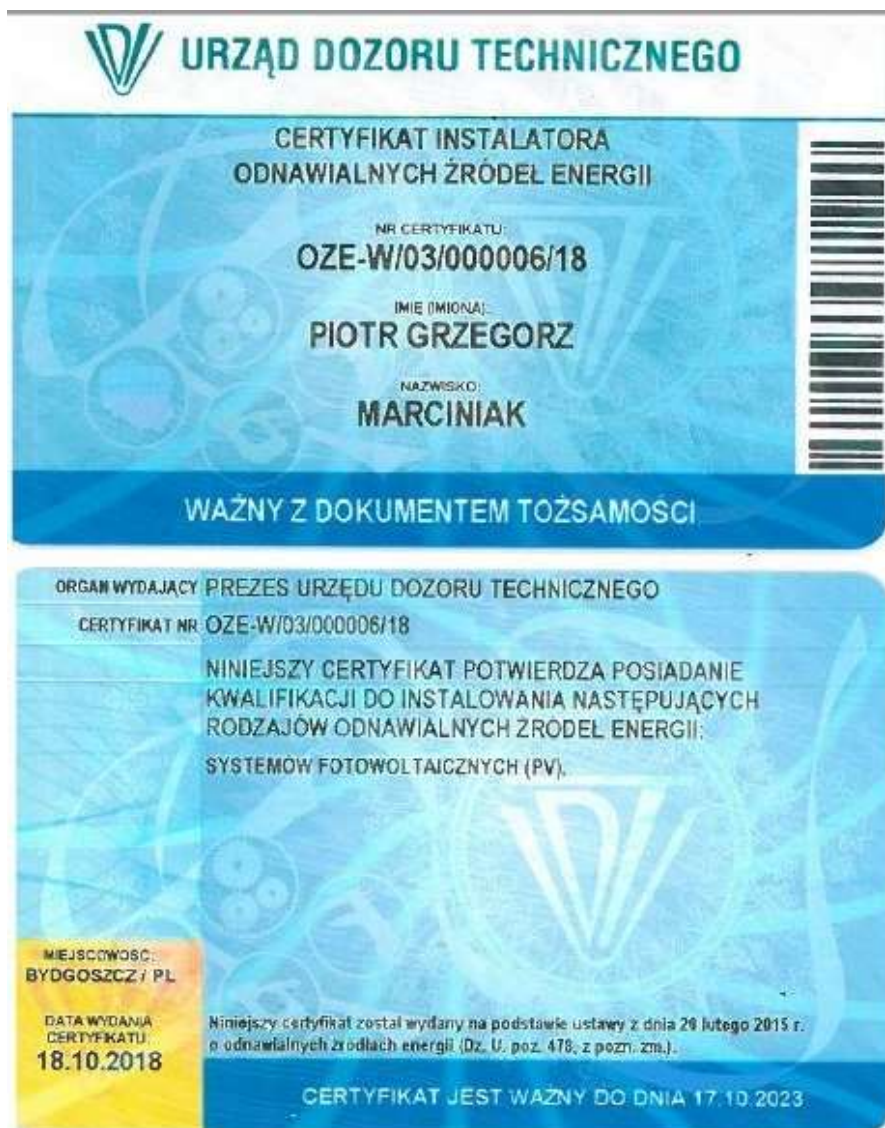 URZĄD DOZORU TECHNICZNEGO
CERTYFIKAT INSTALATORA
ODNAWIALNYCH ŹRÓDEŁ ENERGII
NR CERTYFIKATU:
OZE-W/03/000006/18
IMIĘ (IMIONA):
PIOTR GRZEGORZ
NAZWISKO:
MARCINIAK
WAŻNY Z DOKUMENTEM TOŻSAMOŚCI
ORGAN WYDAJĄCY PREZES URZĘDU DOZORU TECHNICZNEGO
CERTYFIKAT NR OZE-W/03/000006/18
NINIEJSZY CERTYFIKAT POTWIERDZA POSIADANIE
KWALIFIKACJI DO INSTALOWANIA NASTĘPUJĄCYCH
RODZAJÓW ODNAWIALNYCH ŹRÓDEŁ ENERGII:
SYSTEMÓW FOTOWOLTAICZNYCH (PV).
MIEJSCOWOŚĆ:
BYDGOSZCZ / PL
DATA WYDANIA
CERTYFIKATU:
18.10.2018
Niniejszy certyfikat został wydany na podstawie ustawy z dnia 20 lutego 2015 r.
o odnawialnych źródłach energii (Dz. U. poz. 478, z pozn. zm.).
CERTYFIKAT JEST WAŻNY DO DNIA 17.10.2023